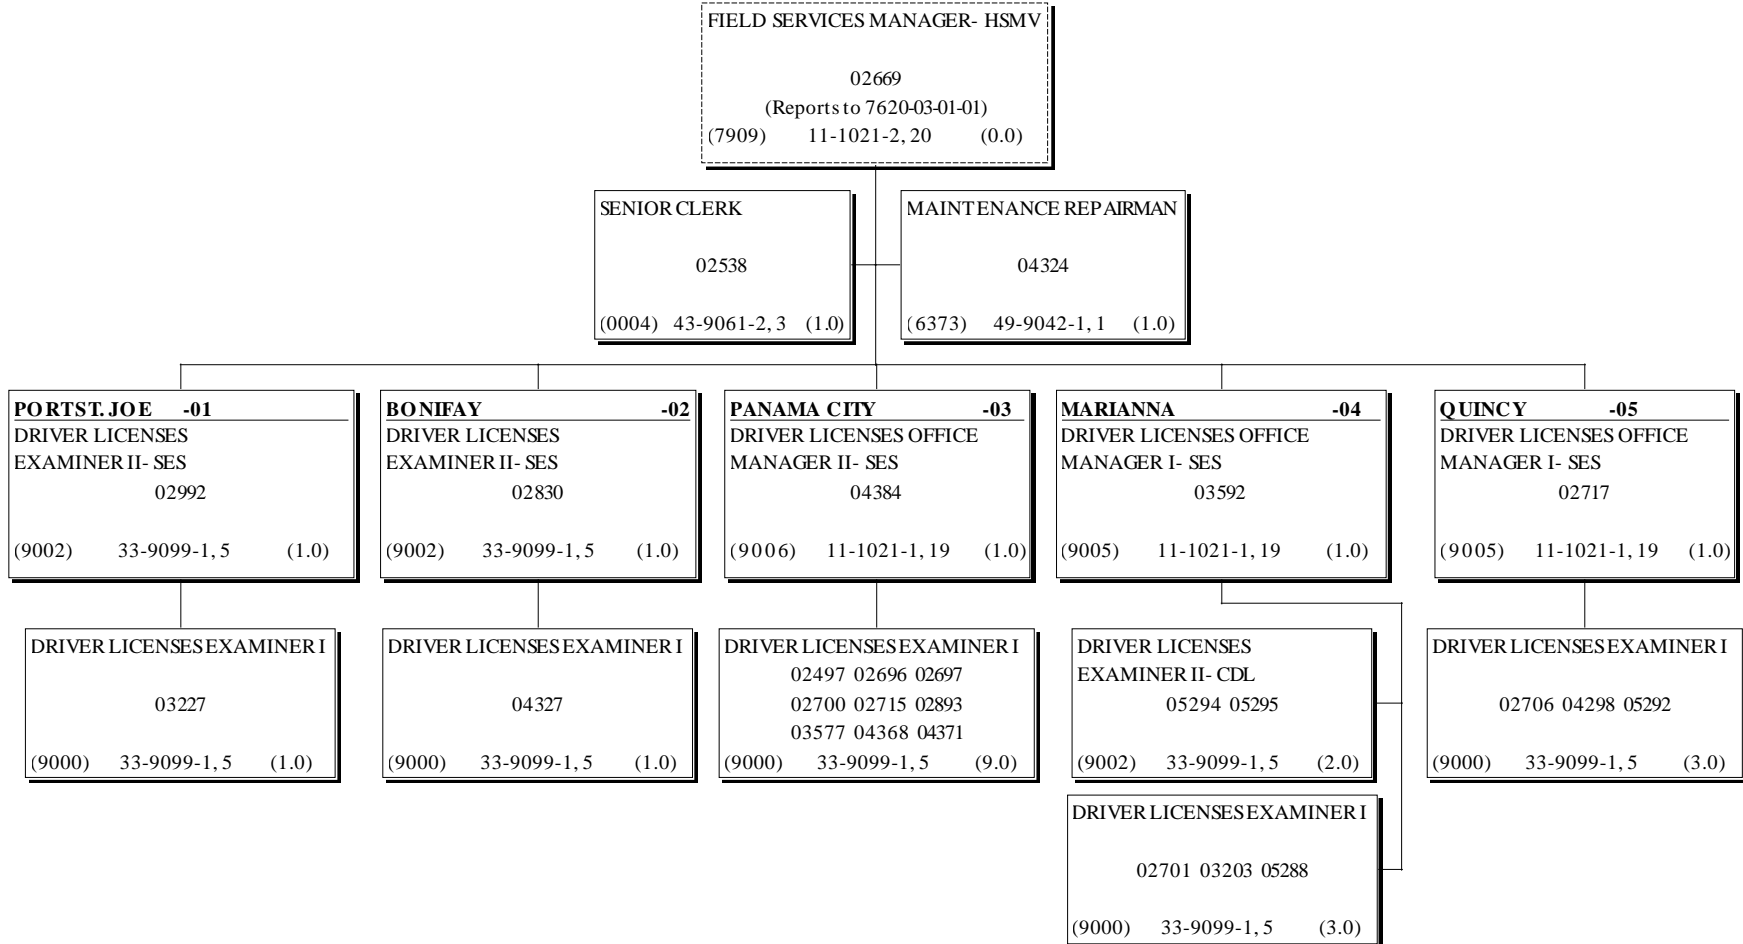 FIELD SERVICES MANAGER- HSMV
02669
(Reports to 7620-03-01-01)
(7909) 11-1021-2, 20 (0.0)
SENIOR CLERK
02538
(0004) 43-9061-2, 3 (1.0)
MAINTENANCE REPAIRMAN
04324
(6373) 49-9042-1, 1 (1.0)
PORT ST. JOE -01
DRIVER LICENSES
EXAMINER II- SES
02992
(9002) 33-9099-1, 5 (1.0)
BONIFAY -02
DRIVER LICENSES
EXAMINER II- SES
02830
(9002) 33-9099-1, 5 (1.0)
PANAMA CITY -03
DRIVER LICENSES OFFICE
MANAGER II- SES
04384
(9006) 11-1021-1, 19 (1.0)
MARIANNA -04
DRIVER LICENSES OFFICE
MANAGER I- SES
03592
(9005) 11-1021-1, 19 (1.0)
QUINCY -05
DRIVER LICENSES OFFICE
MANAGER I- SES
02717
(9005) 11-1021-1, 19 (1.0)
DRIVER LICENSES EXAMINER I
03227
(9000) 33-9099-1, 5 (1.0)
DRIVER LICENSES EXAMINER I
04327
(9000) 33-9099-1, 5 (1.0)
DRIVER LICENSES EXAMINER I
02497 02696 02697
02700 02715 02893
03577 04368 04371
(9000) 33-9099-1, 5 (9.0)
DRIVER LICENSES
EXAMINER II- CDL
05294 05295
(9002) 33-9099-1, 5 (2.0)
DRIVER LICENSES EXAMINER I
02706 04298 05292
(9000) 33-9099-1, 5 (3.0)
DRIVER LICENSES EXAMINER I
02701 03203 05288
(9000) 33-9099-1, 5 (3.0)